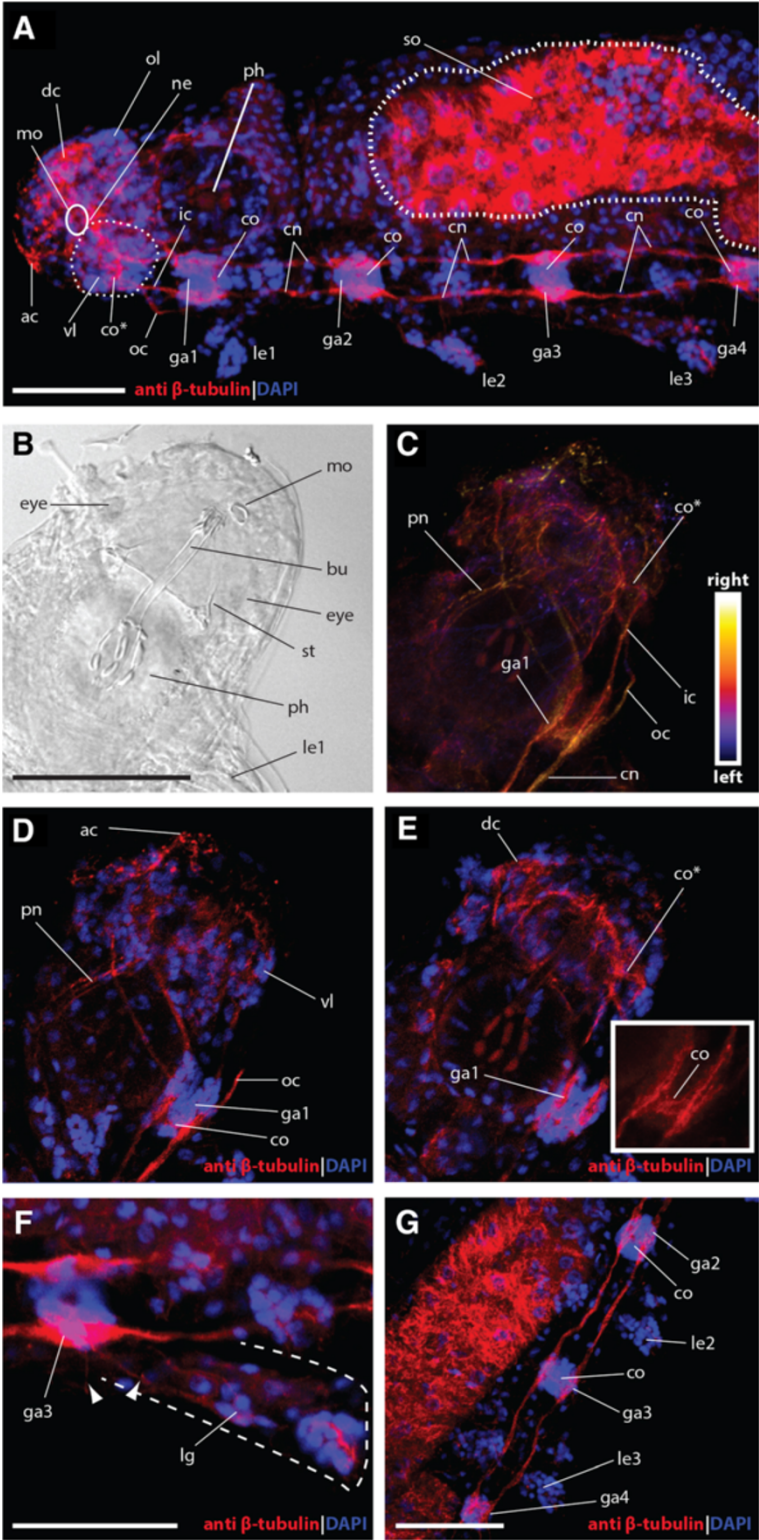 A
so
ol
ph
ne
dc
mo
ic
co
cn
co
cn
co
cn
co
ac
vl
co*
oc
ga1
le1
ga2
le2
ga3
le3
ga4
anti β-tubulin|DAPI
B
mo
eye
bu
eye
st
ph
le1
C
pn
co*
right
ga1
ic
oc
left
cn
D
ac
pn
vl
oc
ga1
co
anti β-tubulin|DAPI
E
dc
co*
ga1
co
anti β-tubulin|DAPI
F
ga3
lg
anti β-tubulin|DAPI
G
ga2
co
le2
co
ga3
le3
ga4
anti β-tubulin|DAPI